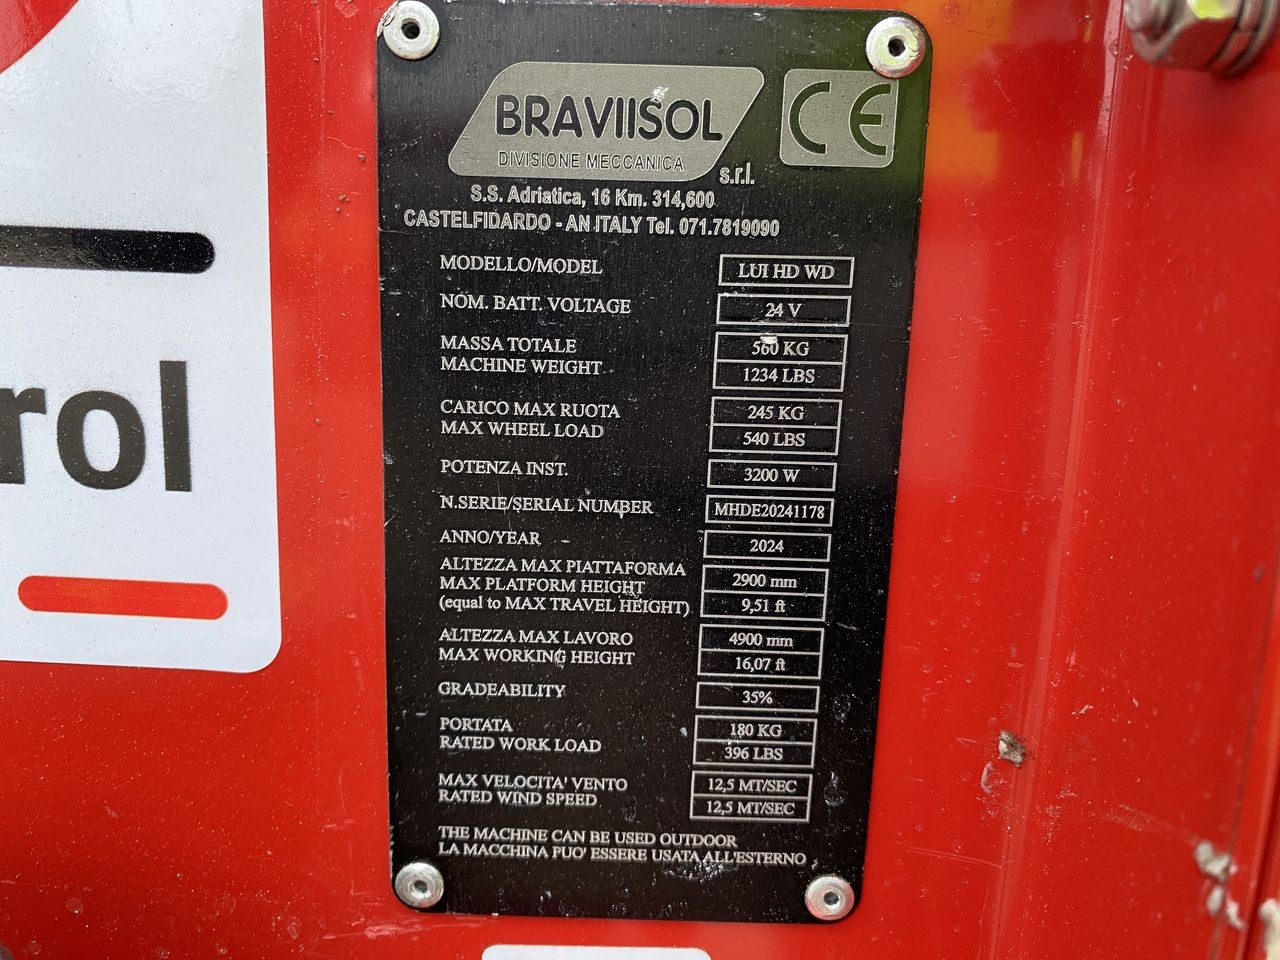 BRAVIISOL
DIVISIONE MECCANICA
s.r.l.
CE
S.S. Adriatica, 16 Km. 314,600
CASTELFIDARDO - AN ITALY Tel. 071.7819090
MODELLO/MODEL LUI HD WD
NOM. BATT. VOLTAGE 24 V
MASSA TOTALE 560 KG
MACHINE WEIGHT 1234 LBS
CARICO MAX RUOTA 245 KG
MAX WHEEL LOAD 540 LBS
POTENZA INST. 3200 W
N.SERIE/SERIAL NUMBER MHDE20241178
ANNO/YEAR 2024
ALTEZZA MAX PIATTAFORMA
MAX PLATFORM HEIGHT 2900 mm
(equal to MAX TRAVEL HEIGHT) 9,51 ft
ALTEZZA MAX LAVORO 4900 mm
MAX WORKING HEIGHT 16,07 ft
GRADEABILITY 35%
PORTATA 180 KG
RATED WORK LOAD 396 LBS
MAX VELOCITA' VENTO 12,5 MT/SEC
RATED WIND SPEED 12,5 MT/SEC
THE MACHINE CAN BE USED OUTDOOR
LA MACCHINA PUO' ESSERE USATA ALL'ESTERNO
rol